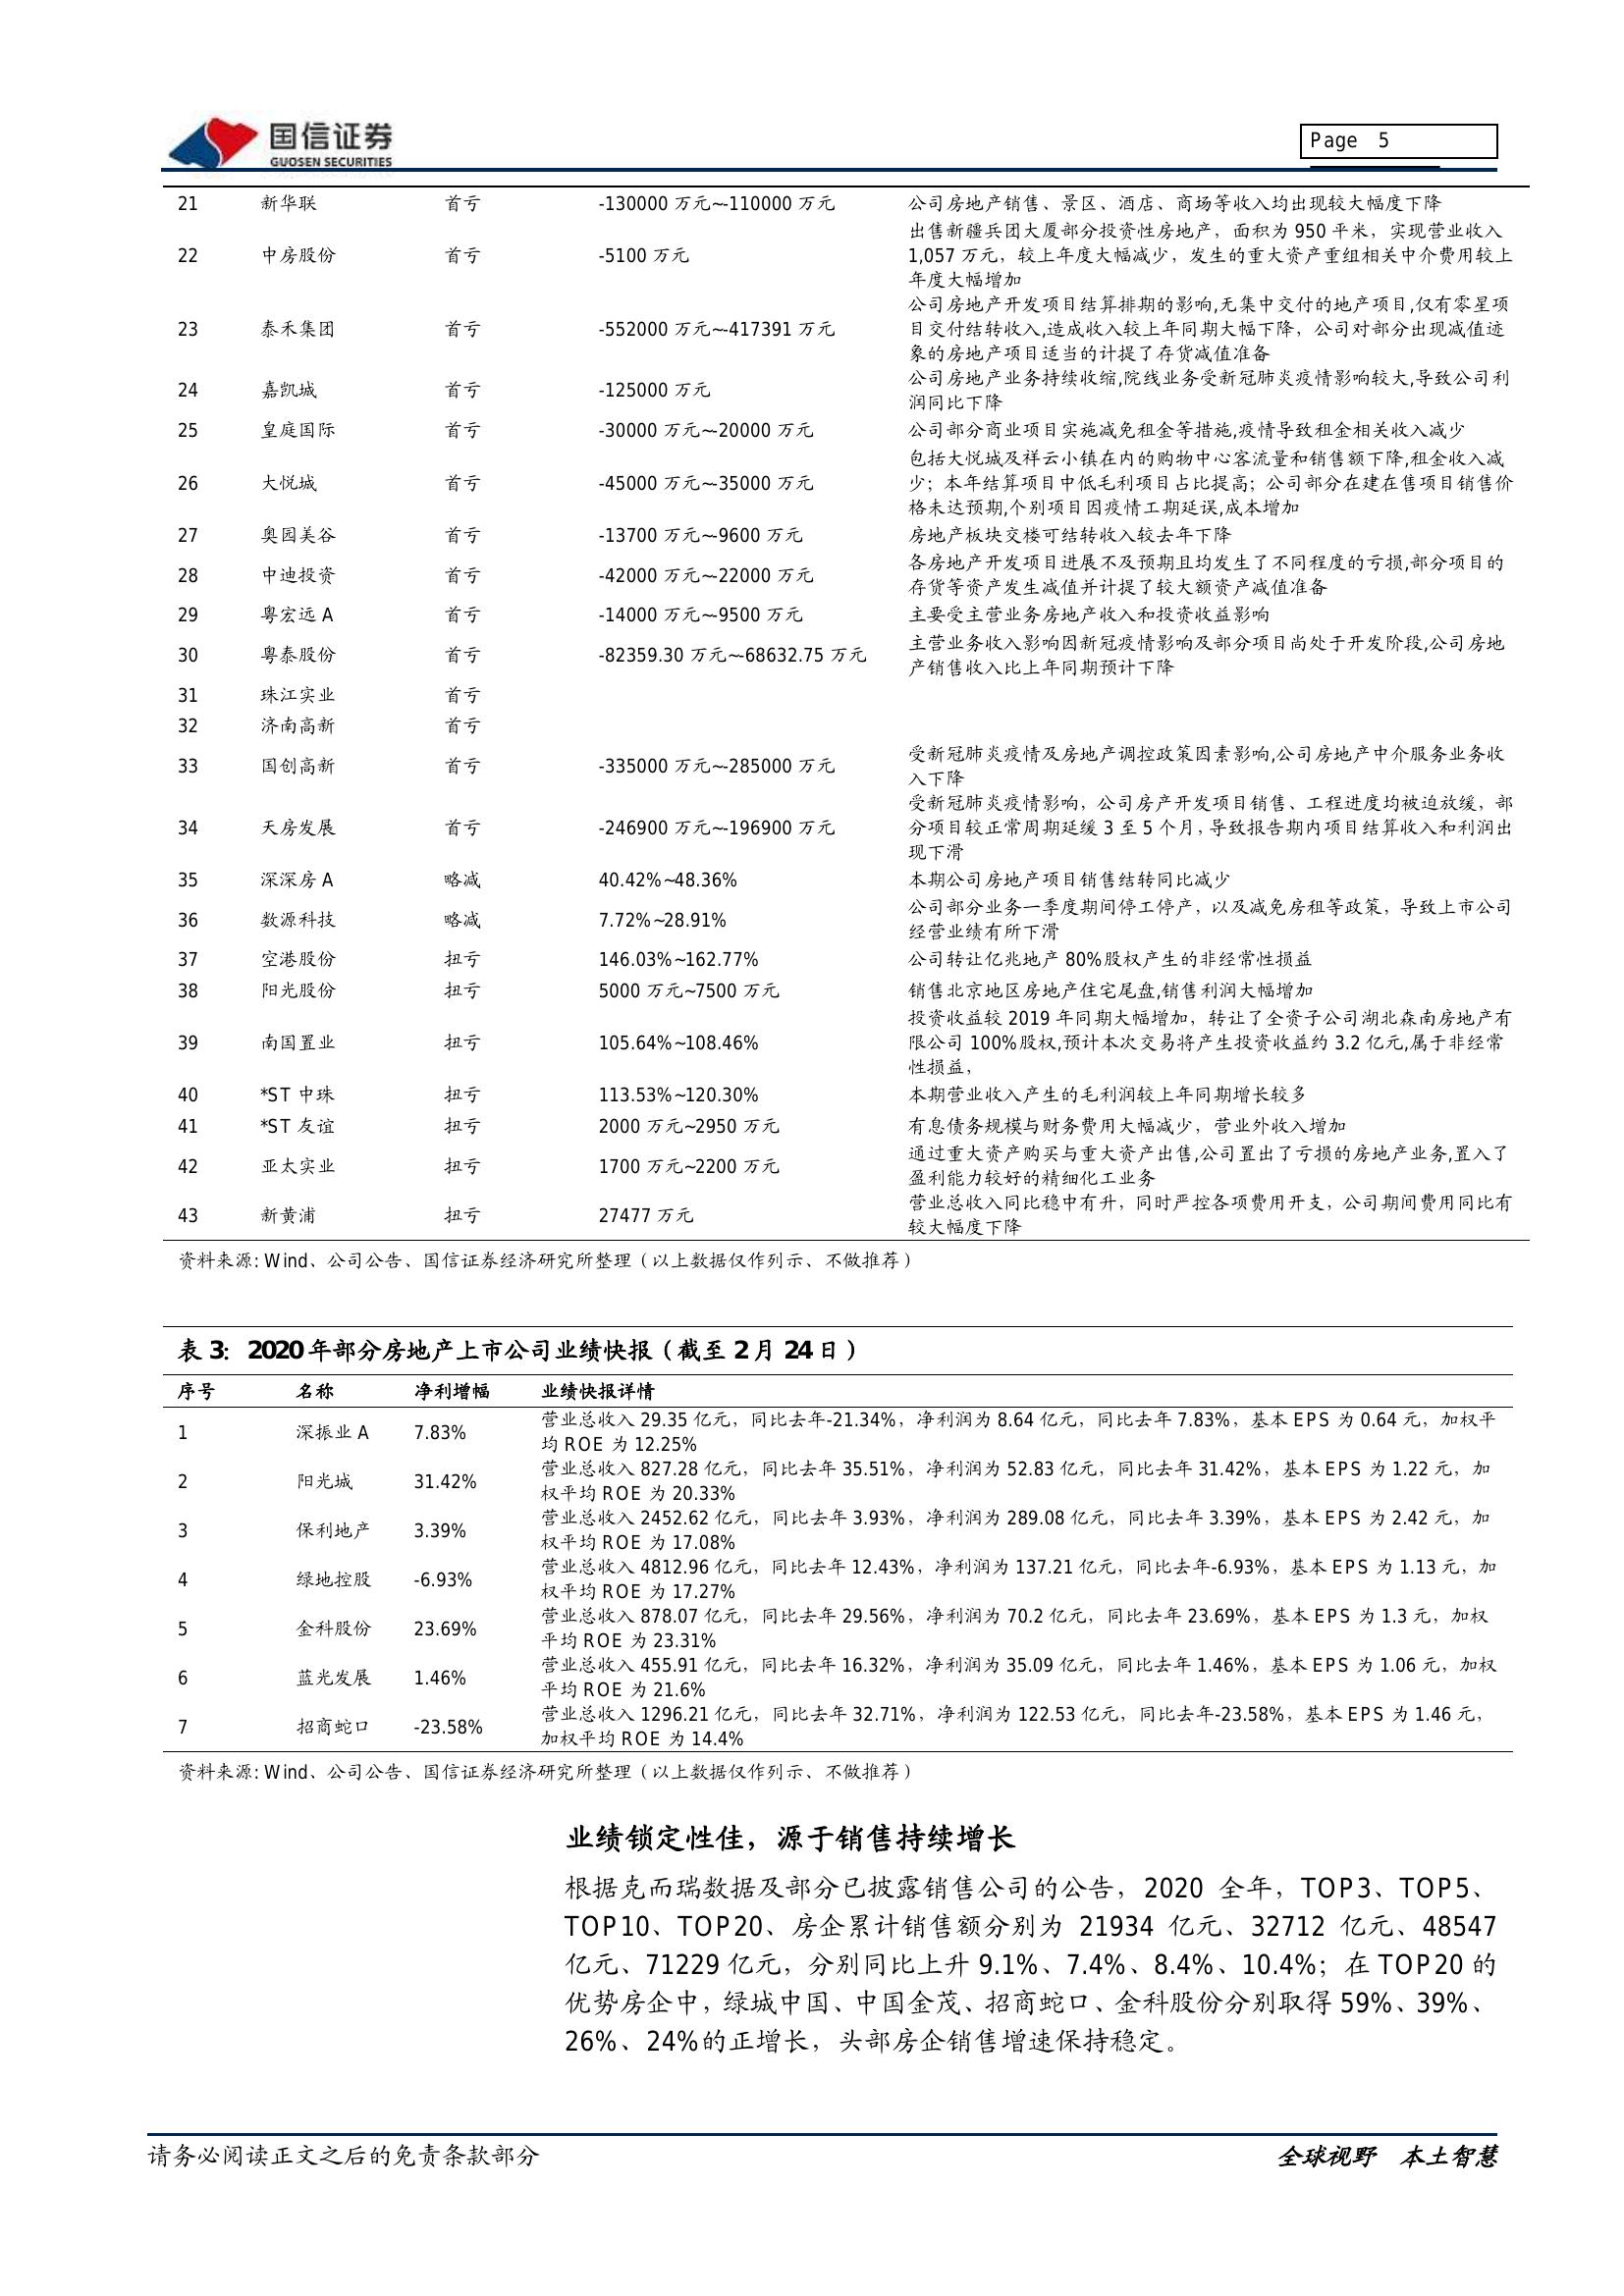 国信证券
GUOSEN SECURITIES
Page 5
21 新华联 首亏 -130000 万元~-110000 万元 公司房地产销售、景区、酒店、商场等收入均出现较大幅度下降
22 中房股份 首亏 -5100 万元 出售新疆兵团大厦部分投资性房地产，面积为 950 平米，实现营业收入
1,057 万元，较上年度大幅减少，发生的重大资产重组相关中介费用较上
年度大幅增加
23 泰禾集团 首亏 -552000 万元~-417391 万元 公司房地产开发项目结算排期的影响,无集中交付的地产项目,仅有零星项
目交付结转收入,造成收入较上年同期大幅下降，公司对部分出现减值迹
象的房地产项目适当的计提了存货减值准备
24 嘉凯城 首亏 -125000 万元 公司房地产业务持续收缩,院线业务受新冠肺炎疫情影响较大,导致公司利
润同比下降
25 皇庭国际 首亏 -30000 万元~-20000 万元 公司部分商业项目实施减免租金等措施,疫情导致租金相关收入减少
26 大悦城 首亏 -45000 万元~-35000 万元 包括大悦城及祥云小镇在内的购物中心客流量和销售额下降,租金收入减
少；本年结算项目中低毛利项目占比提高；公司部分在建在售项目销售价
格未达预期,个别项目因疫情工期延误,成本增加
27 奥园美谷 首亏 -13700 万元~-9600 万元 房地产板块交楼可结转收入较去年下降
28 中迪投资 首亏 -42000 万元~-22000 万元 各房地产开发项目进展不及预期且均发生了不同程度的亏损,部分项目的
存货等资产发生减值并计提了较大额资产减值准备
29 粤宏远 A 首亏 -14000 万元~-9500 万元 主要受主营业务房地产收入和投资收益影响
30 粤泰股份 首亏 -82359.30 万元~-68632.75 万元 主营业务收入影响因新冠疫情影响及部分项目尚处于开发阶段,公司房地
产销售收入比上年同期预计下降
31 珠江实业 首亏
32 济南高新 首亏
33 国创高新 首亏 -335000 万元~-285000 万元 受新冠肺炎疫情及房地产调控政策因素影响,公司房地产中介服务业务收
入下降
34 天房发展 首亏 -246900 万元~-196900 万元 受新冠肺炎疫情影响，公司房产开发项目销售、工程进度均被迫放缓，部
分项目较正常周期延缓 3 至 5 个月，导致报告期内项目结算收入和利润出
现下滑
35 深深房 A 略减 40.42%~48.36% 本期公司房地产项目销售结转同比减少
36 数源科技 略减 7.72%~28.91% 公司部分业务一季度期间停工停产，以及减免房租等政策，导致上市公司
经营业绩有所下滑
37 空港股份 扭亏 146.03%~162.77% 公司转让亿兆地产 80%股权产生的非经常性损益
38 阳光股份 扭亏 5000 万元~7500 万元 销售北京地区房地产住宅尾盘,销售利润大幅增加
39 南国置业 扭亏 105.64%~108.46% 投资收益较 2019 年同期大幅增加，转让了全资子公司湖北森南房地产有
限公司 100%股权,预计本次交易将产生投资收益约 3.2 亿元,属于非经常
性损益，
40 *ST 中珠 扭亏 113.53%~120.30% 本期营业收入产生的毛利润较上年同期增长较多
41 *ST 友谊 扭亏 2000 万元~2950 万元 有息债务规模与财务费用大幅减少，营业外收入增加
42 亚太实业 扭亏 1700 万元~2200 万元 通过重大资产购买与重大资产出售,公司置出了亏损的房地产业务,置入了
盈利能力较好的精细化工业务
43 新黄浦 扭亏 27477 万元 营业总收入同比稳中有升，同时严控各项费用开支，公司期间费用同比有
较大幅度下降
资料来源: Wind、公司公告、国信证券经济研究所整理（以上数据仅作列示、不做推荐）
表 3：2020 年部分房地产上市公司业绩快报（截至 2 月 24 日）
序号 名称 净利增幅 业绩快报详情
1 深振业 A 7.83% 营业总收入 29.35 亿元，同比去年-21.34%，净利润为 8.64 亿元，同比去年 7.83%，基本 EPS 为 0.64 元，加权平
均 ROE 为 12.25%
2 阳光城 31.42% 营业总收入 827.28 亿元，同比去年 35.51%，净利润为 52.83 亿元，同比去年 31.42%，基本 EPS 为 1.22 元，加
权平均 ROE 为 20.33%
3 保利地产 3.39% 营业总收入 2452.62 亿元，同比去年 3.93%，净利润为 289.08 亿元，同比去年 3.39%，基本 EPS 为 2.42 元，加
权平均 ROE 为 17.08%
4 绿地控股 -6.93% 营业总收入 4812.96 亿元，同比去年 12.43%，净利润为 137.21 亿元，同比去年-6.93%，基本 EPS 为 1.13 元，加
权平均 ROE 为 17.27%
5 金科股份 23.69% 营业总收入 878.07 亿元，同比去年 29.56%，净利润为 70.2 亿元，同比去年 23.69%，基本 EPS 为 1.3 元，加权
平均 ROE 为 23.31%
6 蓝光发展 1.46% 营业总收入 455.91 亿元，同比去年 16.32%，净利润为 35.09 亿元，同比去年 1.46%，基本 EPS 为 1.06 元，加权
平均 ROE 为 21.6%
7 招商蛇口 -23.58% 营业总收入 1296.21 亿元，同比去年 32.71%，净利润为 122.53 亿元，同比去年-23.58%，基本 EPS 为 1.46 元，
加权平均 ROE 为 14.4%
资料来源: Wind、公司公告、国信证券经济研究所整理（以上数据仅作列示、不做推荐）
业绩锁定性佳，源于销售持续增长
根据克而瑞数据及部分已披露销售公司的公告，2020 全年，TOP3、TOP5、
TOP10、TOP20、房企累计销售额分别为 21934 亿元、32712 亿元、48547
亿元、71229 亿元，分别同比上升 9.1%、7.4%、8.4%、10.4%；在 TOP20 的
优势房企中，绿城中国、中国金茂、招商蛇口、金科股份分别取得 59%、39%、
26%、24%的正增长，头部房企销售增速保持稳定。
请务必阅读正文之后的免责条款部分
全球视野 本土智慧